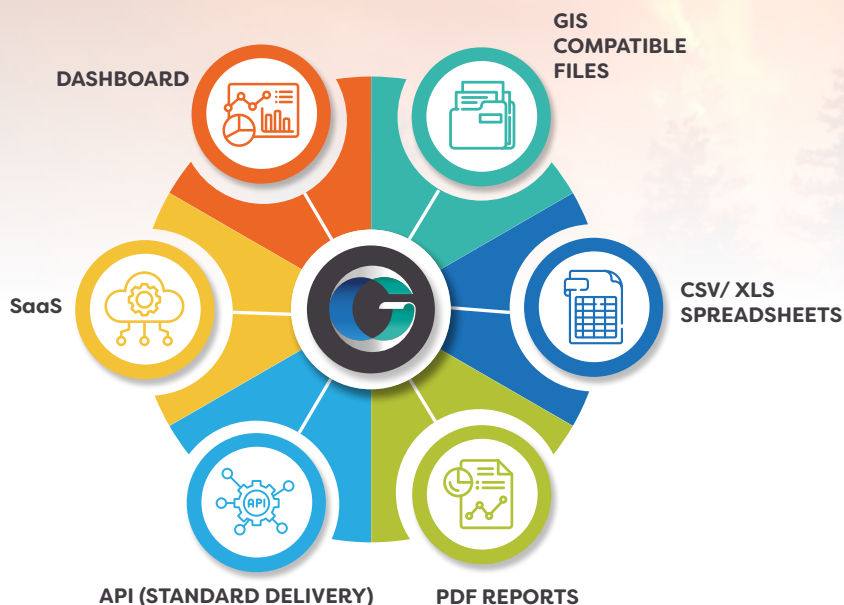 GIS
COMPATIBLE
FILES
DASHBOARD
CSV/ XLS
SPREADSHEETS
SaaS
API
API (STANDARD DELIVERY)
PDF REPORTS